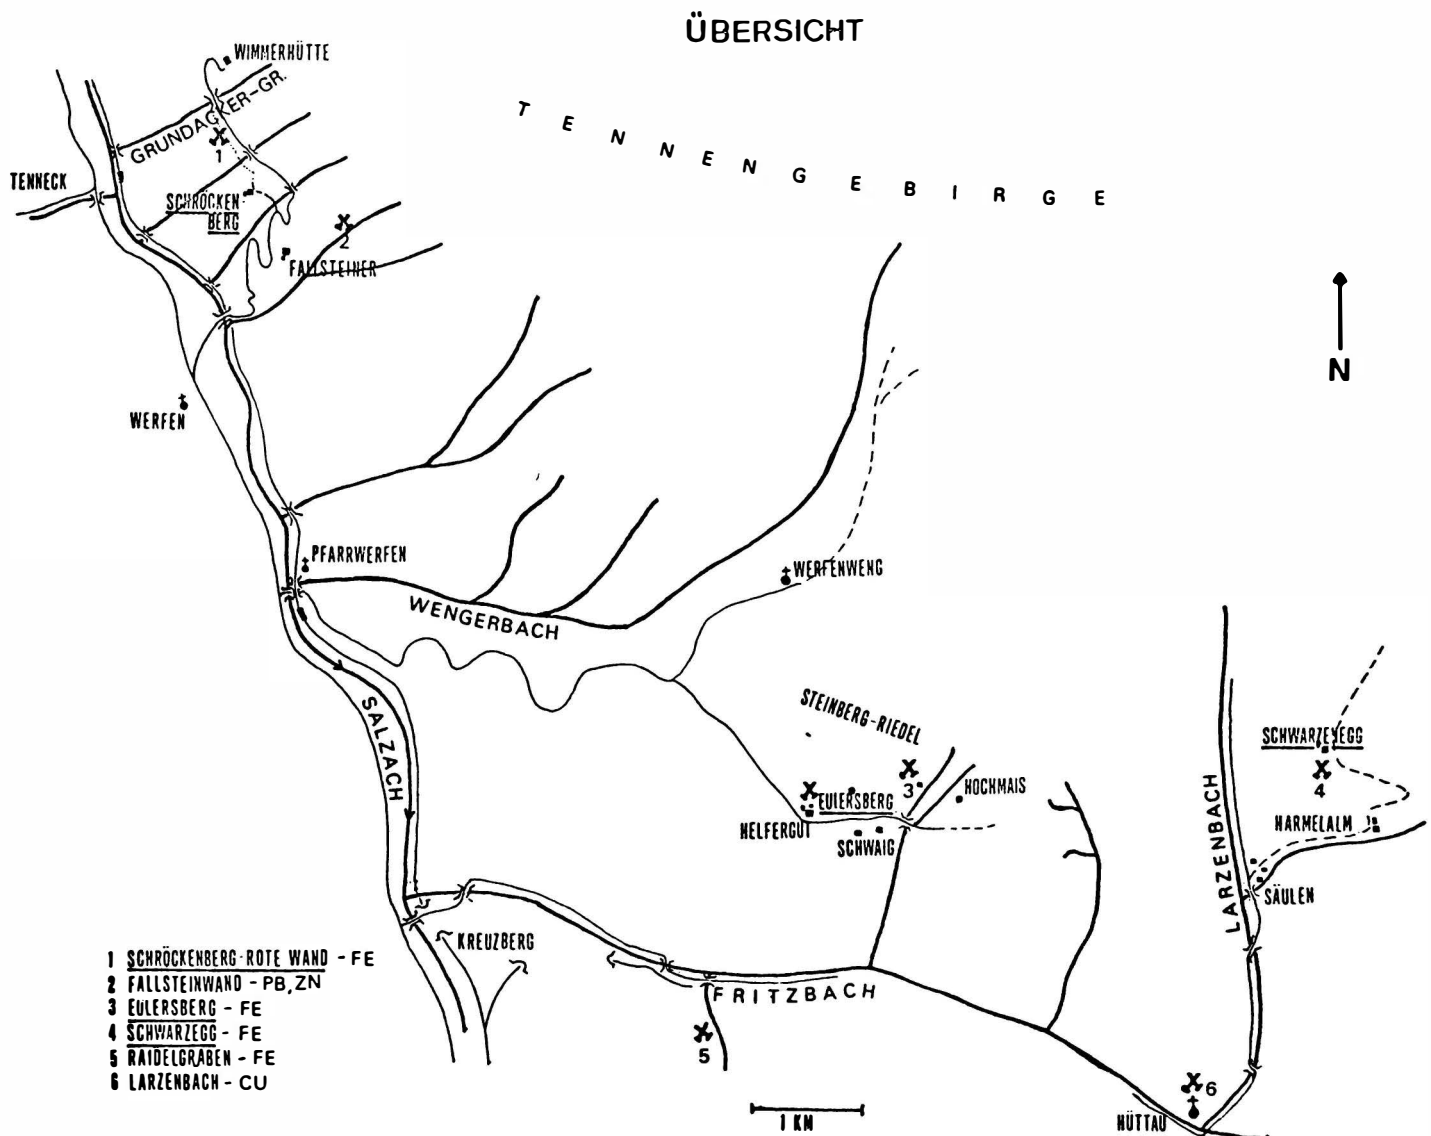 ÜBERSICHT
WIMMERHÜTTE
GRUNDACKER-GR.
TENNENGEBIRGE
1
TENNECK
SCHRÖCKEN-
BERG
2
FALLSTEINER
N
WERFEN
PFARRWERFEN
WERFENWENG
WENGERBACH
SALZACH
STEINBERG-RIEDEL
SCHWARZENEGG
3
4
HOCHMAIS
EULERSBERG
HELFERGUT
SCHWAIG
HARMELALM
LARZENBACH
SÄULEN
KREUZBERG
1 SCHRÖCKENBERG-ROTE WAND - FE
2 FALLSTEINWAND - PB, ZN
3 EULERSBERG - FE
4 SCHWARZEGG - FE
5 RAIDELGRABEN - FE
6 LARZENBACH - CU
FRITZBACH
5
6
1 KM
HÜTTAU